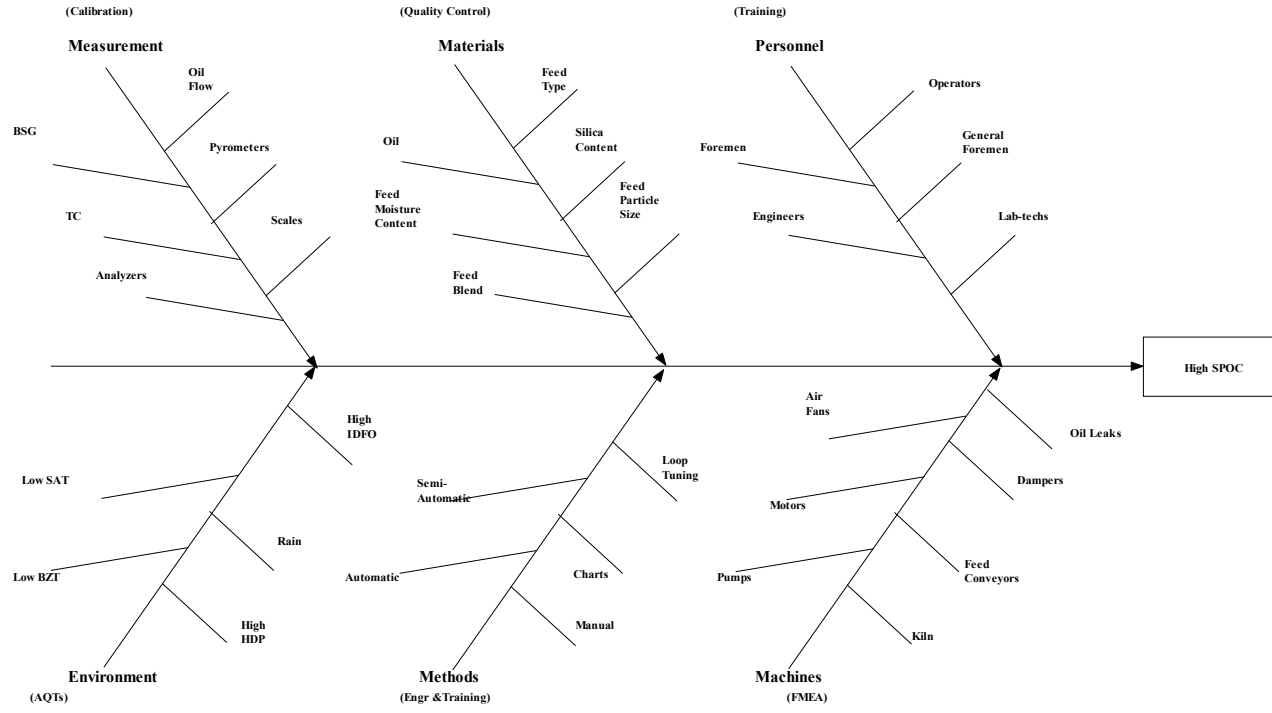 (Calibration)
(Quality Control)
(Training)
Measurement
Materials
Personnel
Oil
Flow
BSG
Pyrometers
TC
Scales
Analyzers
Feed
Type
Oil
Silica
Content
Feed
Moisture
Content
Feed
Particle
Size
Feed
Blend
Operators
Foremen
General
Foremen
Engineers
Lab-techs
High SPOC
High
IDFO
Low SAT
Rain
Low BZT
High
HDP
Loop
Tuning
Semi-
Automatic
Automatic
Charts
Manual
Air
Fans
Oil Leaks
Dampers
Motors
Feed
Conveyors
Pumps
Kiln
Environment
Methods
Machines
(AQTs)
(Engr &Training)
(FMEA)